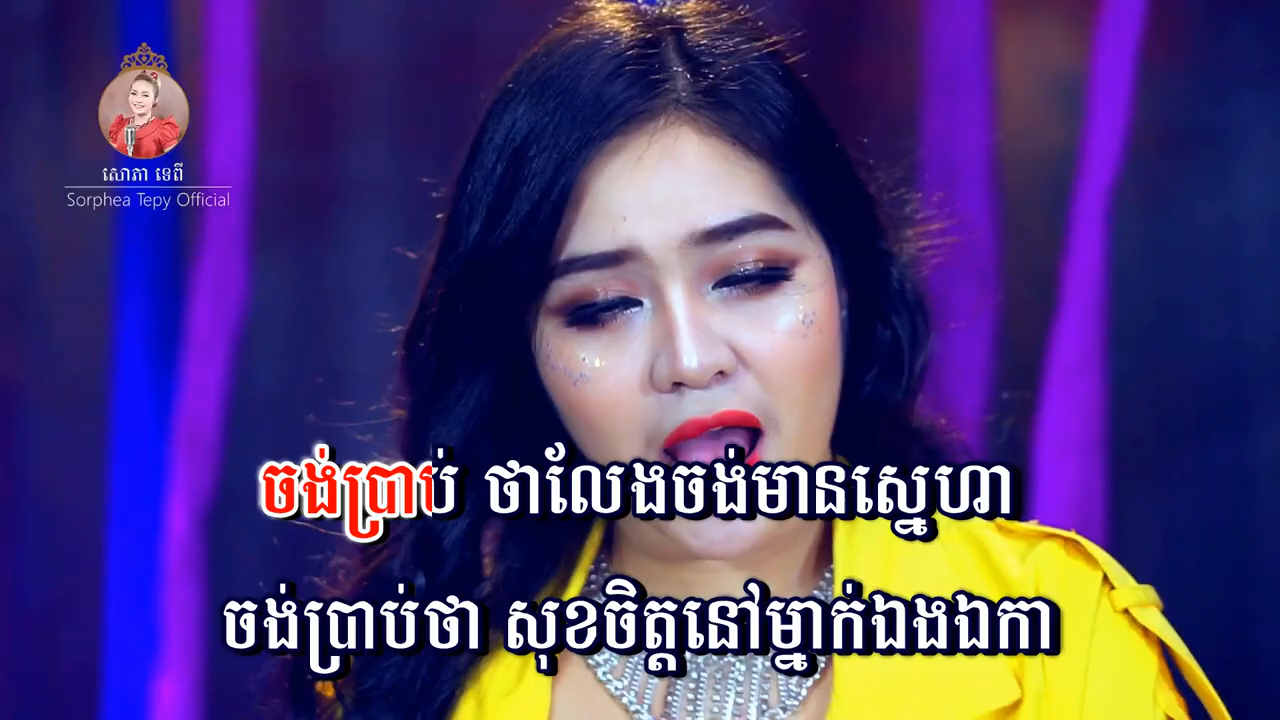 សោភា ទេពី
Sorphea Tepy Official
ចង់ប្រាប់ ថាលែងចង់មានស្នេហា
ចង់ប្រាប់ថា សុខចិត្តនៅម្នាក់ឯងឯកា